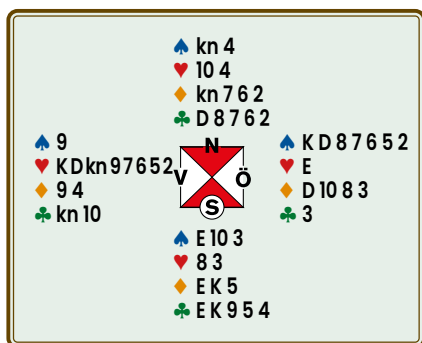 ♠ kn 4
♥ 10 4
♦ kn 7 6 2
♣ D 8 7 6 2
♠ 9
♥ K D kn 9 7 6 5 2
♦ 9 4
♣ kn 10
N
V Ö
S
♠ K D 8 7 6 5 2
♥ E
♦ D 10 8 3
♣ 3
♠ E 10 3
♥ 8 3
♦ E K 5
♣ E K 9 5 4